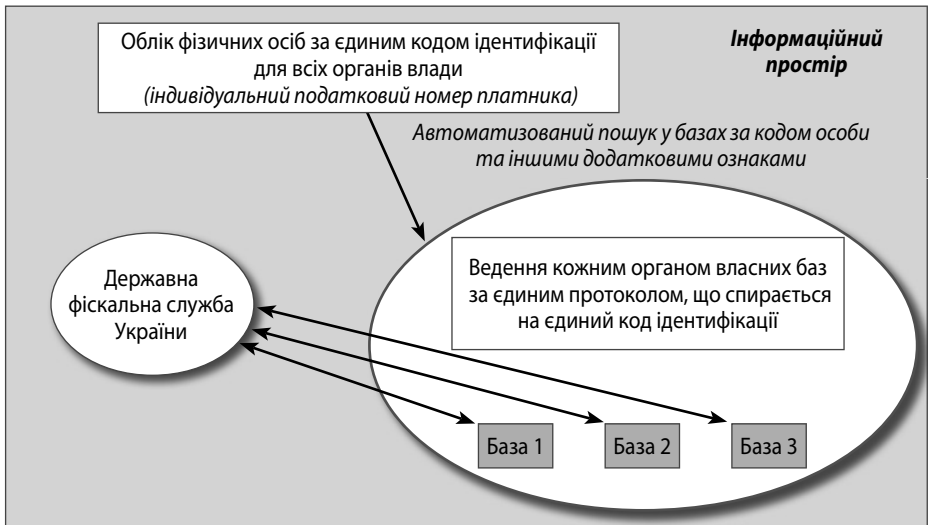 Облік фізичних осіб за єдиним кодом ідентифікації
для всіх органів влади
(індивідуальний податковий номер платника)
Інформаційний
простір
Автоматизований пошук у базах за кодом особи
та іншими додатковими ознаками
Державна
фіскальна служба
України
Ведення кожним органом власних баз
за єдиним протоколом, що спирається
на єдиний код ідентифікації
База 1
База 2
База 3